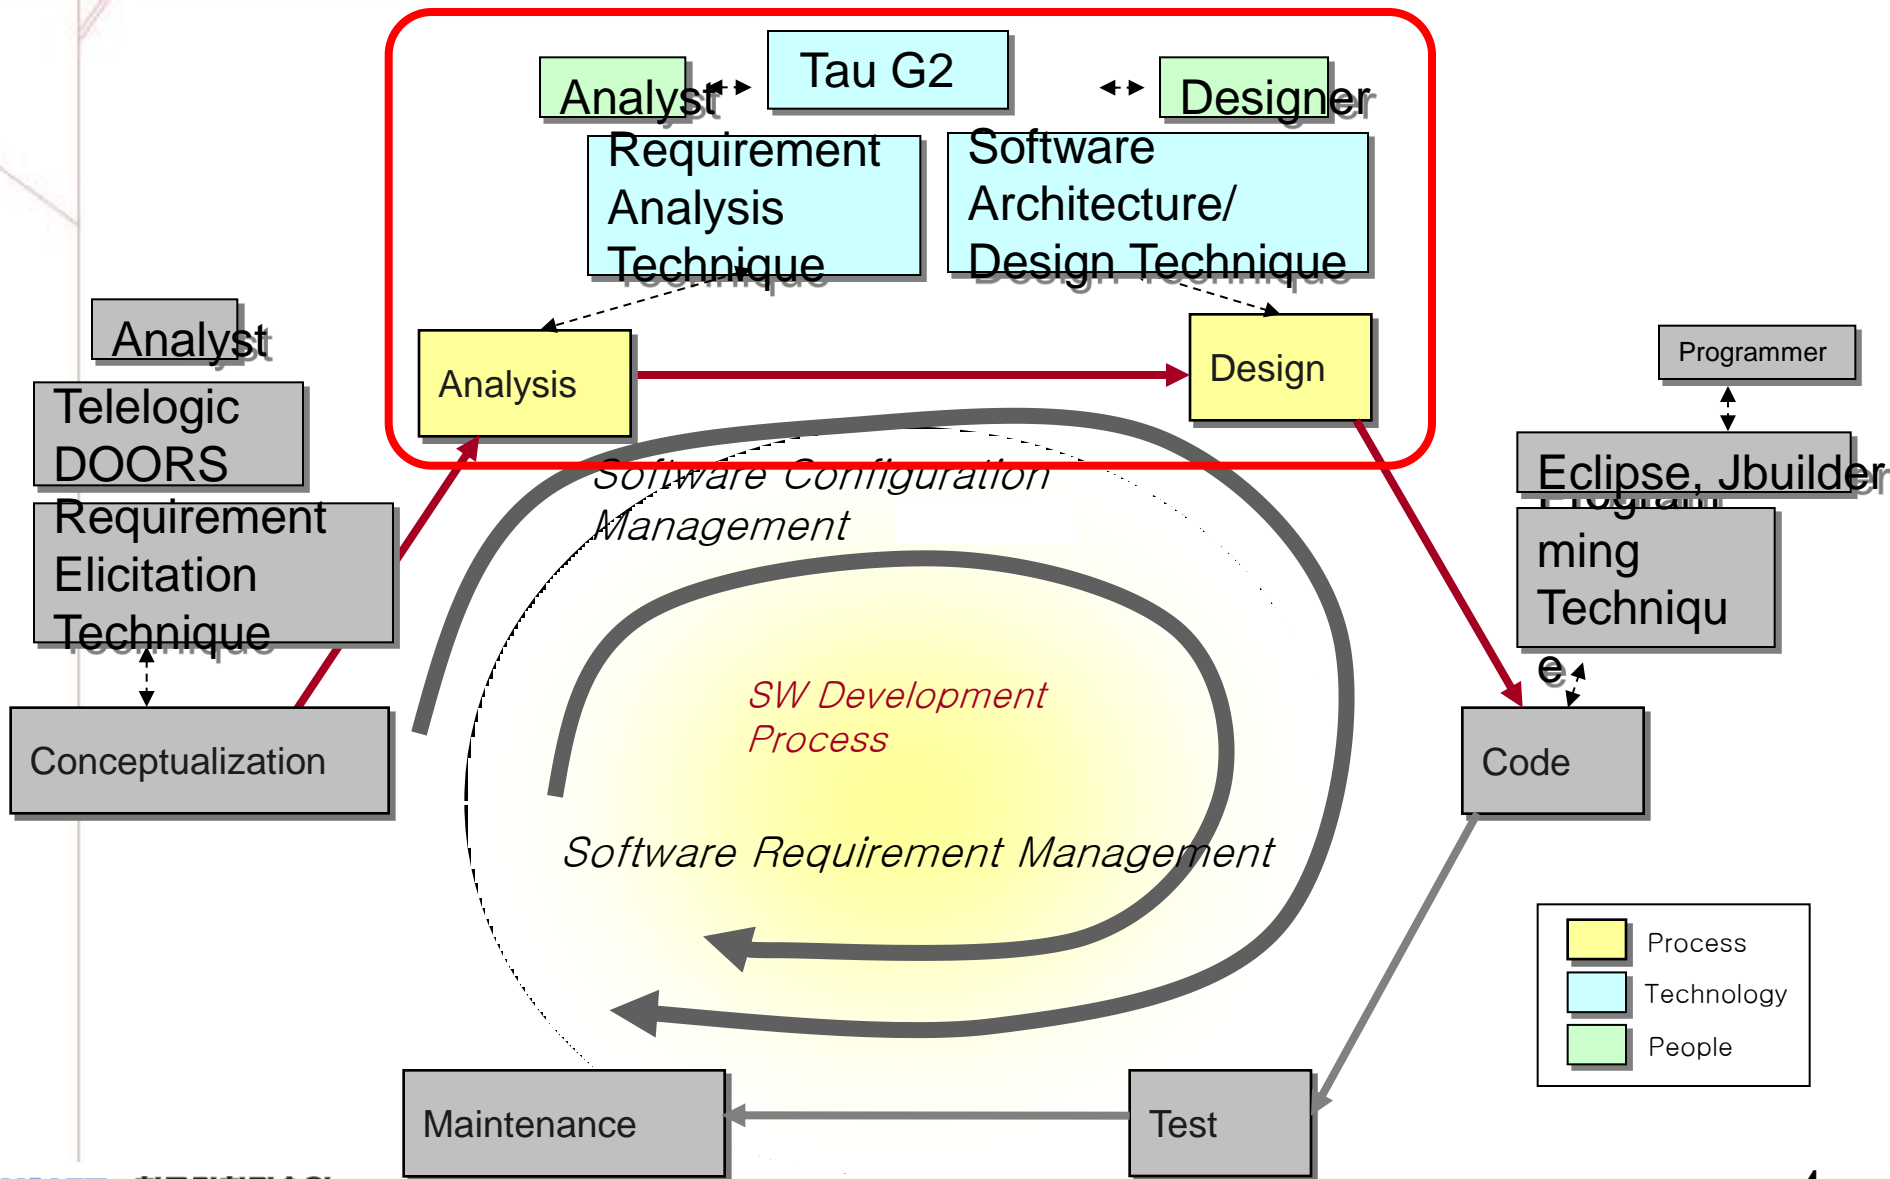 Tau G2
Analyst
Designer
Requirement
Analysis
Technique
Software
Architecture/
Design Technique
Analyst
Telelogic
DOORS
Requirement
Elicitation
Technique
Analysis
Design
Programmer
Eclipse, Jbuilder
Program
ming
Techniqu
e
Software Configuration
Management
SW Development
Process
Conceptualization
Code
Software Requirement Management
Process
Technology
People
Maintenance
Test